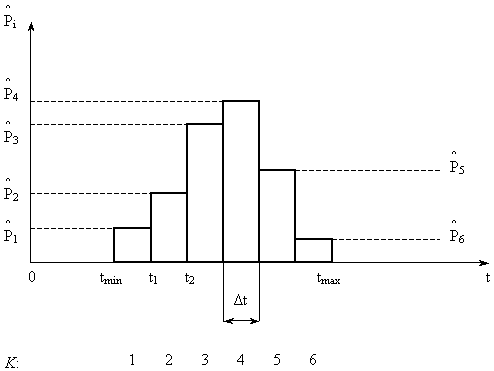 P̂i
P̂4
P̂3
P̂5
P̂2
P̂1
P̂6
0 tmin t1 t2 tmax t
Δt
K: 1 2 3 4 5 6